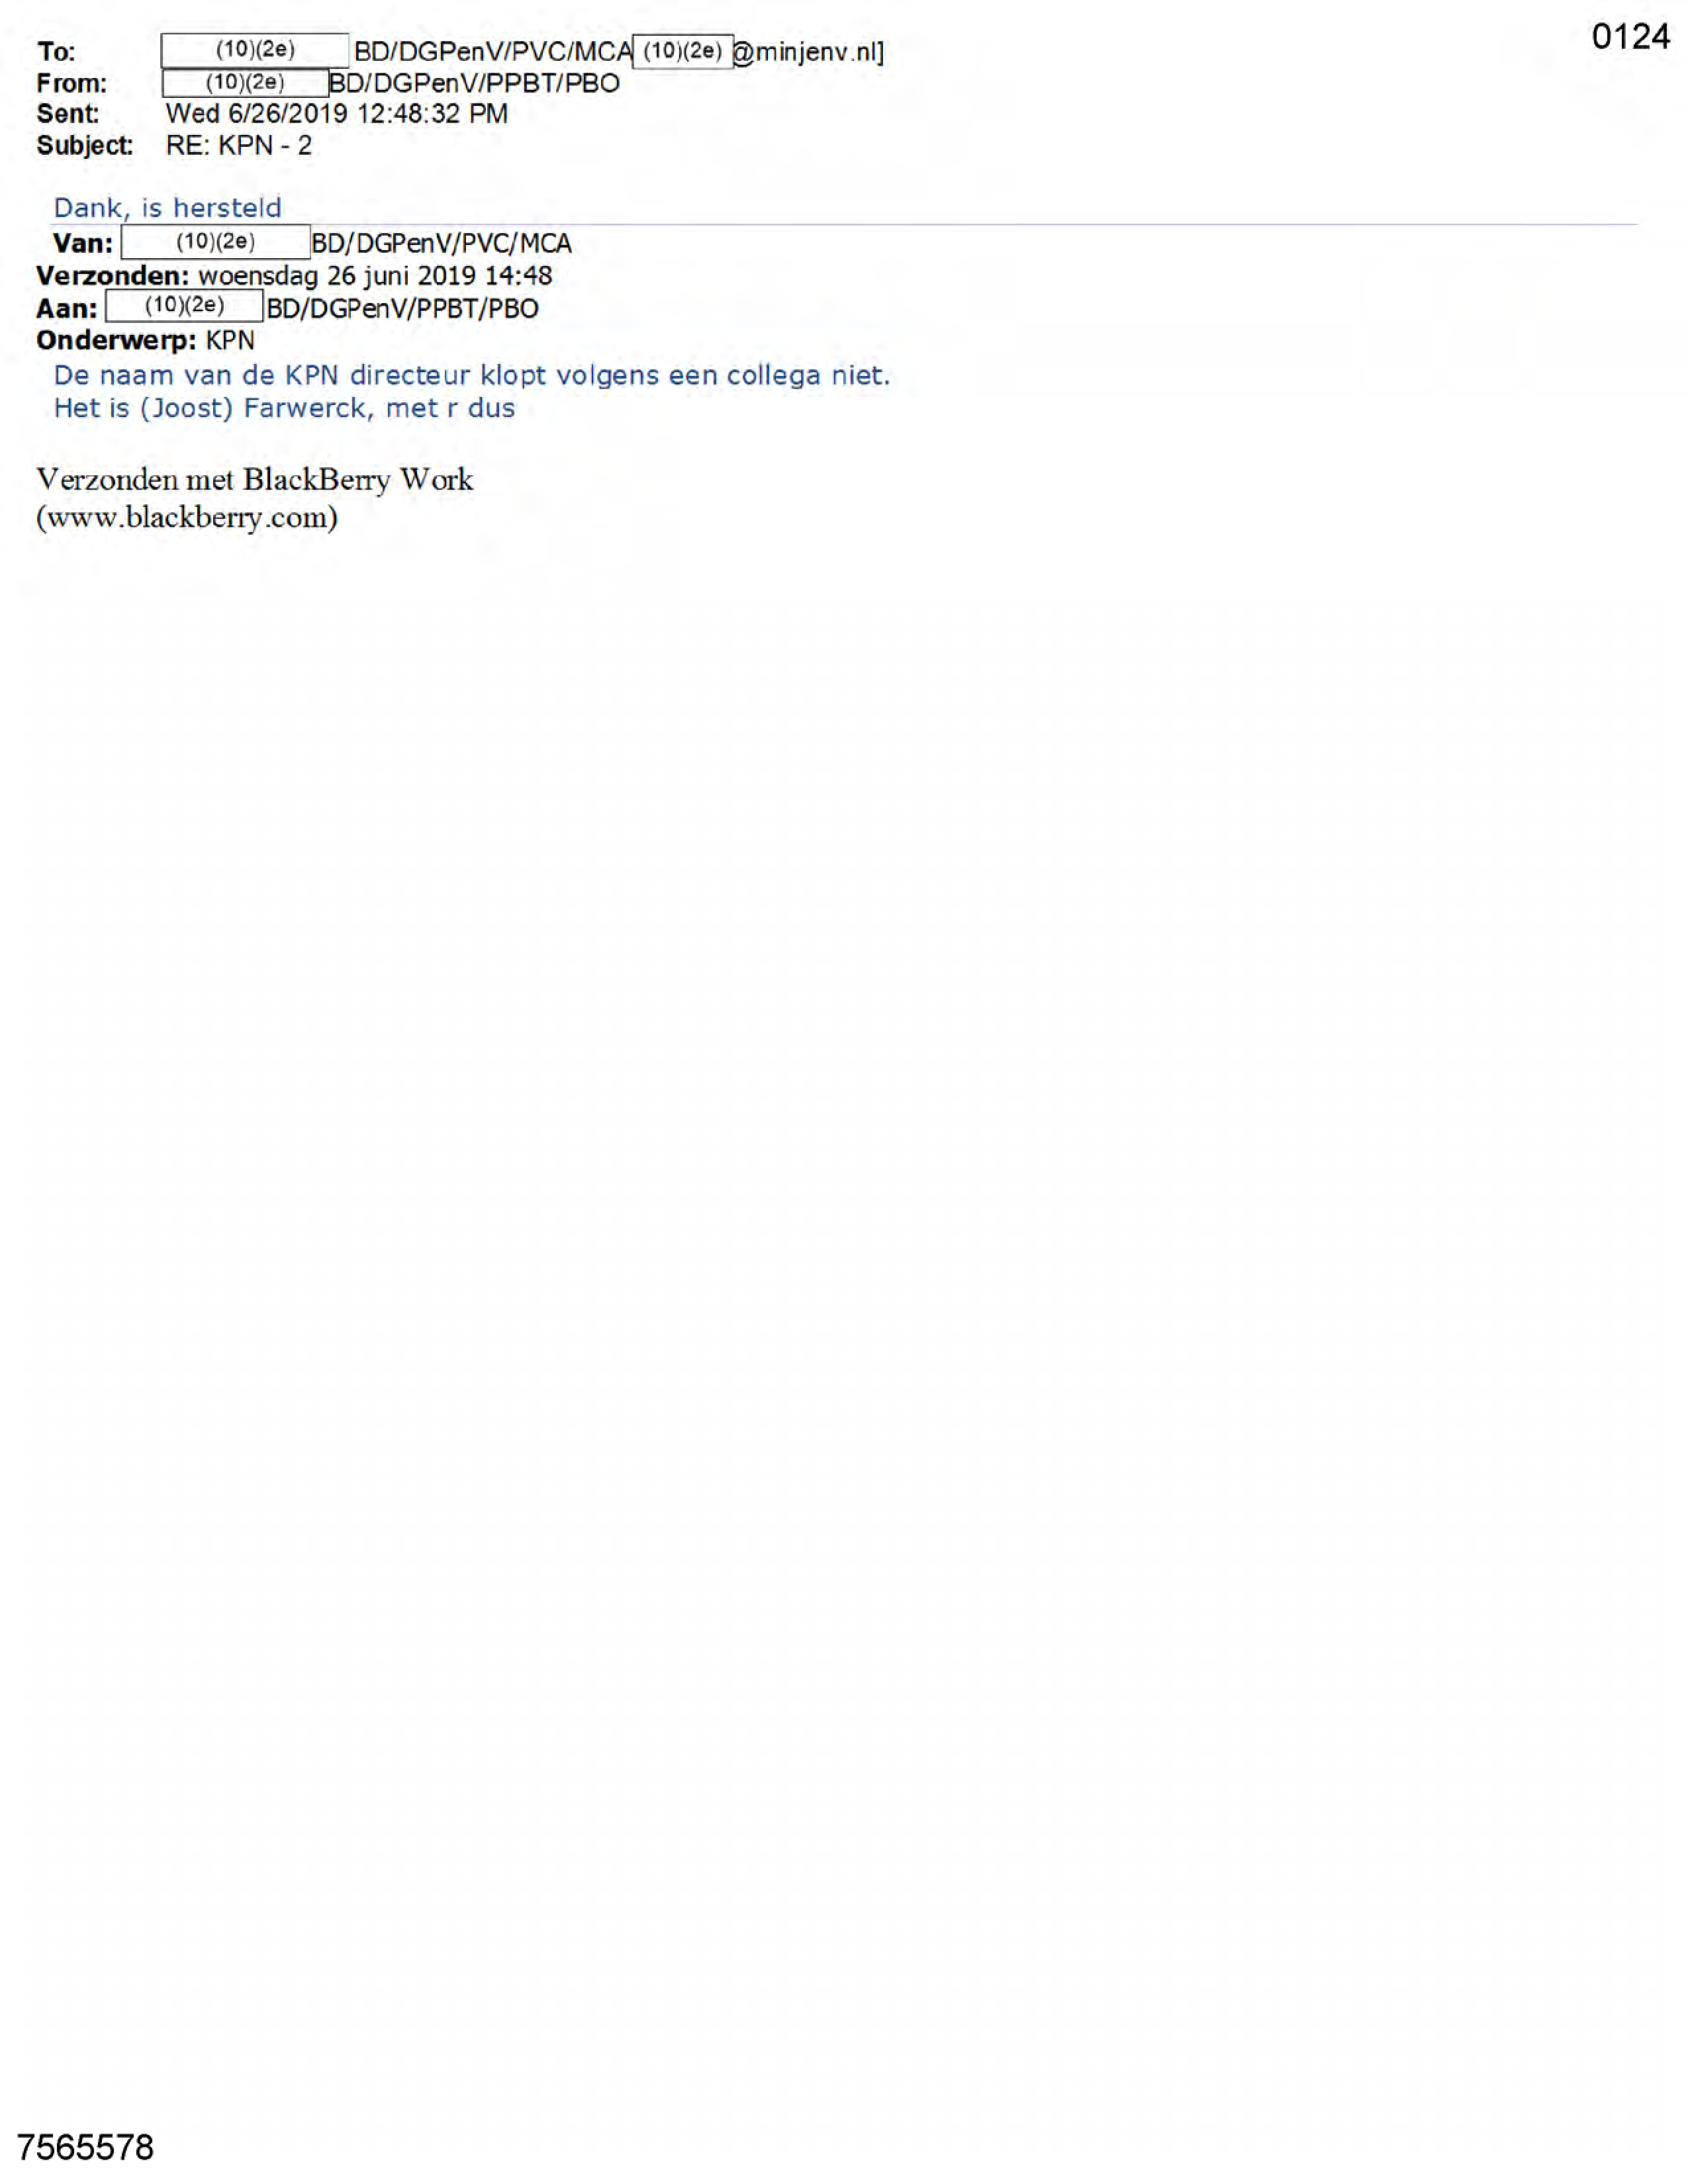 0124
To: (10)(2e) BD/DGPenV/PVC/MCA (10)(2e) @minjenv.nl]
From: (10)(2e) BD/DGPenV/PPBT/PBO
Sent: Wed 6/26/2019 12:48:32 PM
Subject: RE: KPN - 2
Dank, is hersteld
Van: (10)(2e) BD/DGPenV/PVC/MCA
Verzonden: woensdag 26 juni 2019 14:48
Aan: (10)(2e) BD/DGPenV/PPBT/PBO
Onderwerp: KPN
De naam van de KPN directeur klopt volgens een collega niet.
Het is (Joost) Farwerck, met r dus
Verzonden met BlackBerry Work
(www.blackberry.com)
7565578